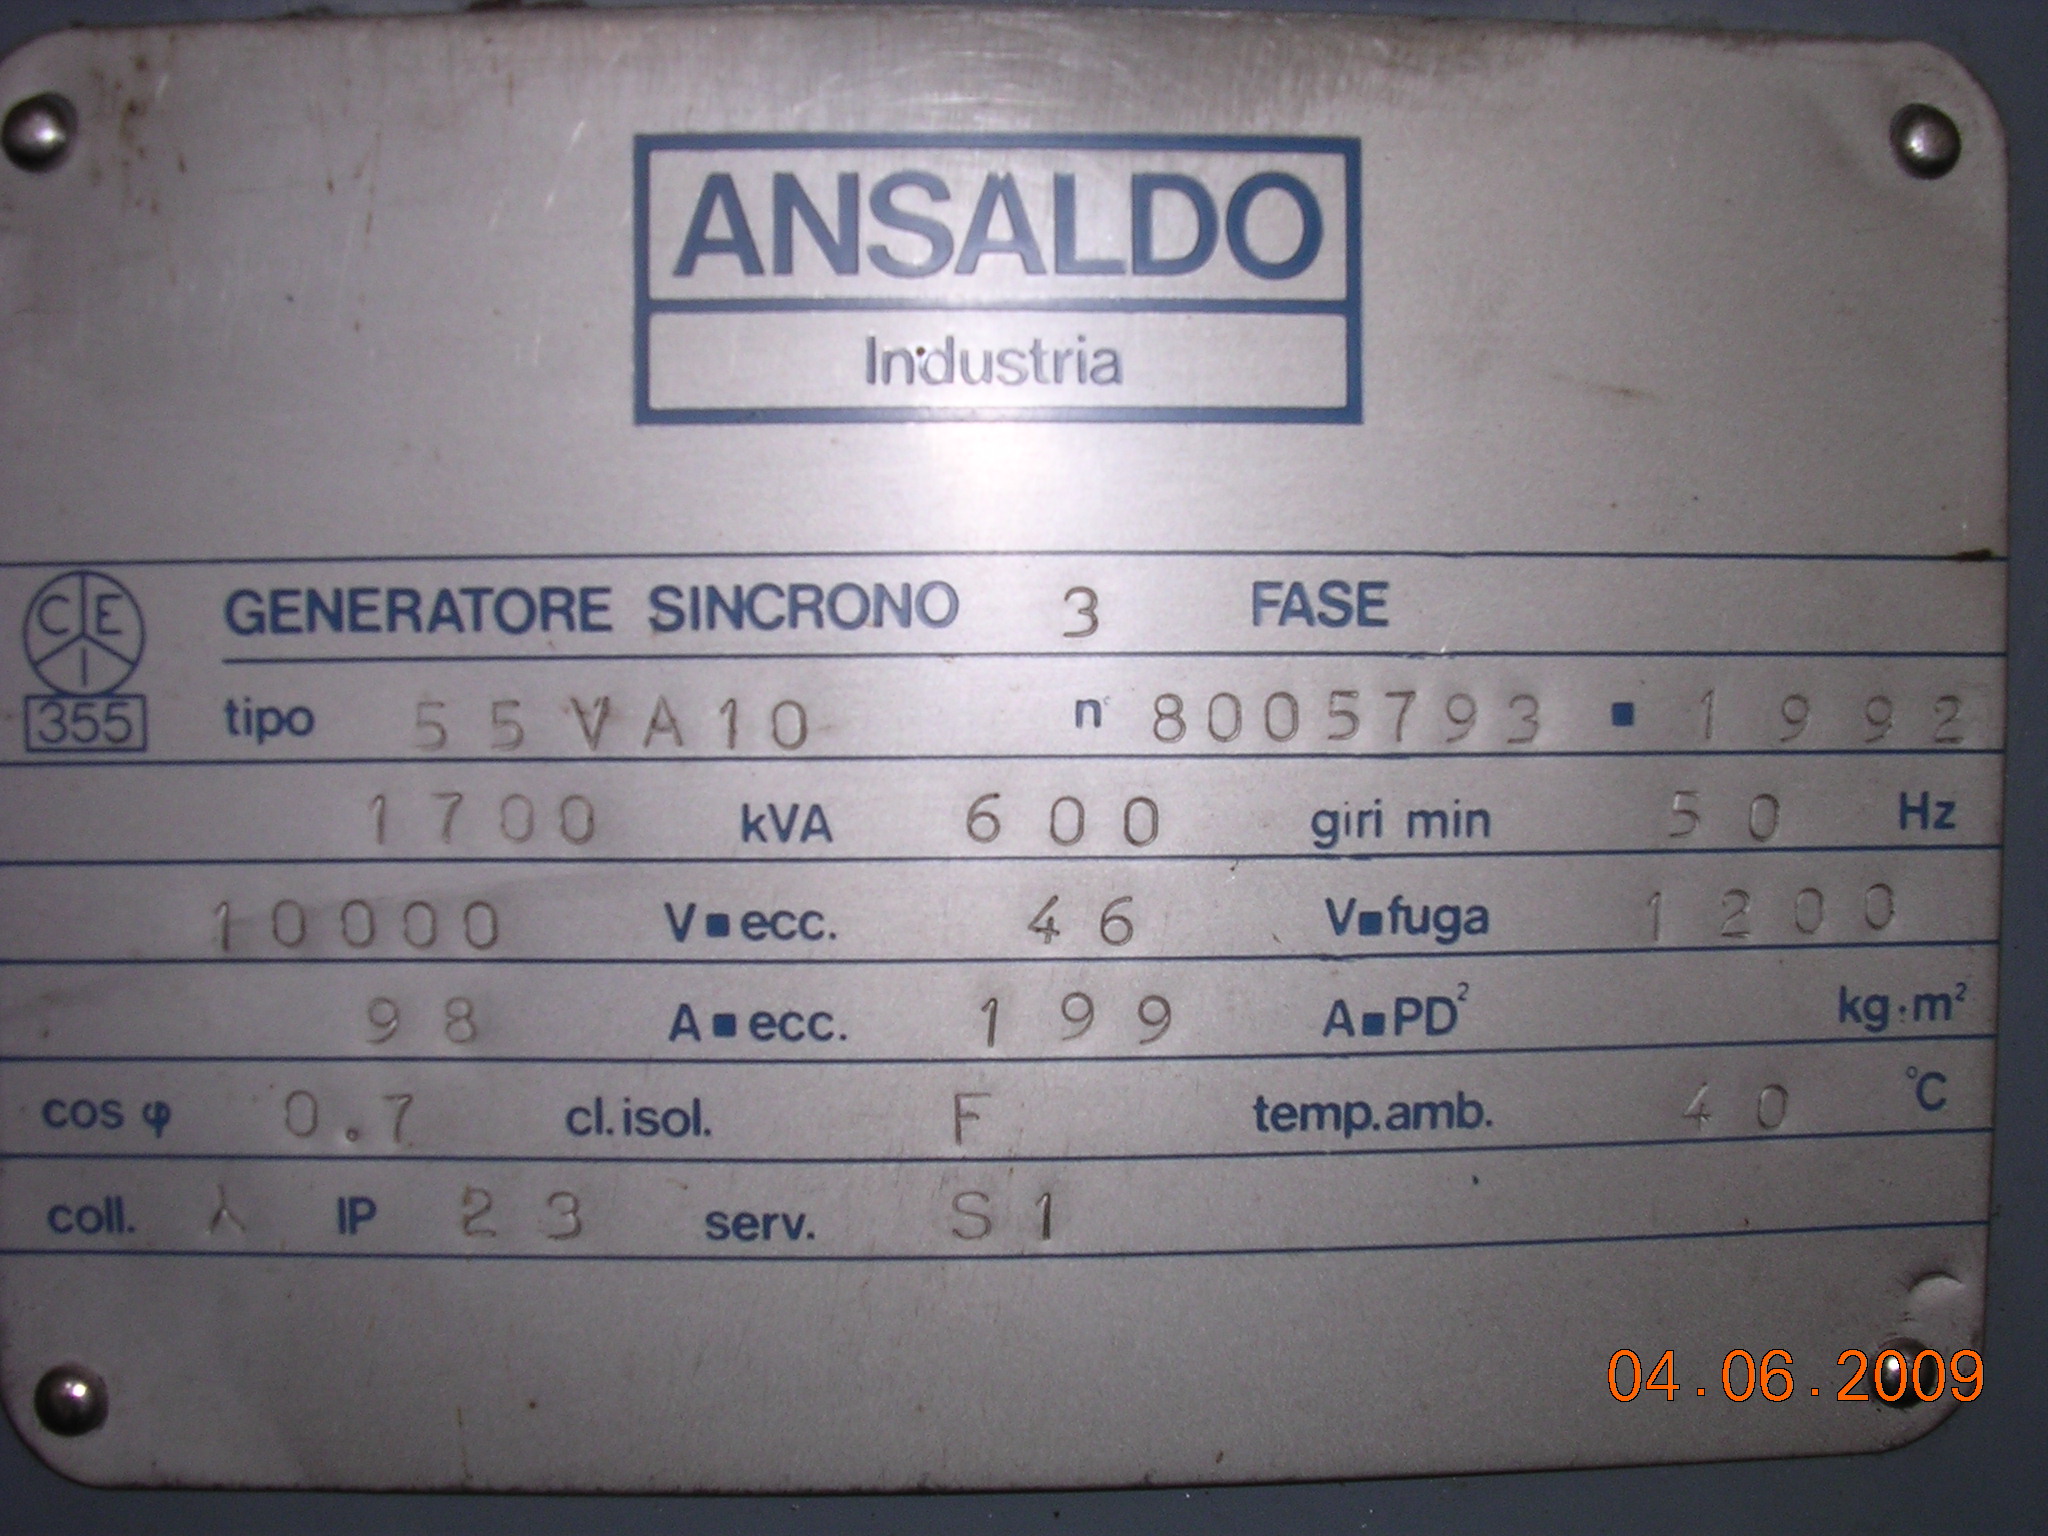 ANSALDO
Industria
CEI
355
GENERATORE SINCRONO 3 FASE
tipo 55VA10 n° 8005793 ▪ 1992
1700 kVA 600 giri min 50 Hz
10000 V▪ecc. 46 V▪fuga 1200
98 A▪ecc. 199 A▪PD² kg·m²
cos φ 0.7 cl.isol. F temp.amb. 40 °C
coll. ⅄ IP 23 serv. S1
04.06.2009